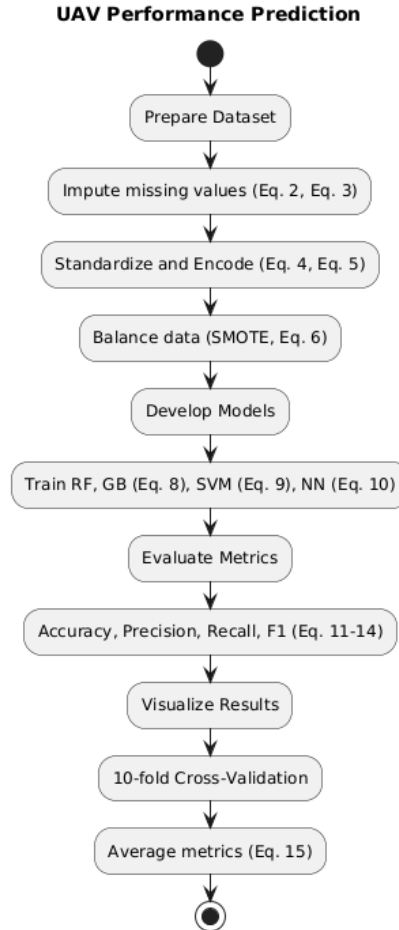 UAV Performance Prediction
Prepare Dataset
Impute missing values (Eq. 2, Eq. 3)
Standardize and Encode (Eq. 4, Eq. 5)
Balance data (SMOTE, Eq. 6)
Develop Models
Train RF, GB (Eq. 8), SVM (Eq. 9), NN (Eq. 10)
Evaluate Metrics
Accuracy, Precision, Recall, F1 (Eq. 11-14)
Visualize Results
10-fold Cross-Validation
Average metrics (Eq. 15)